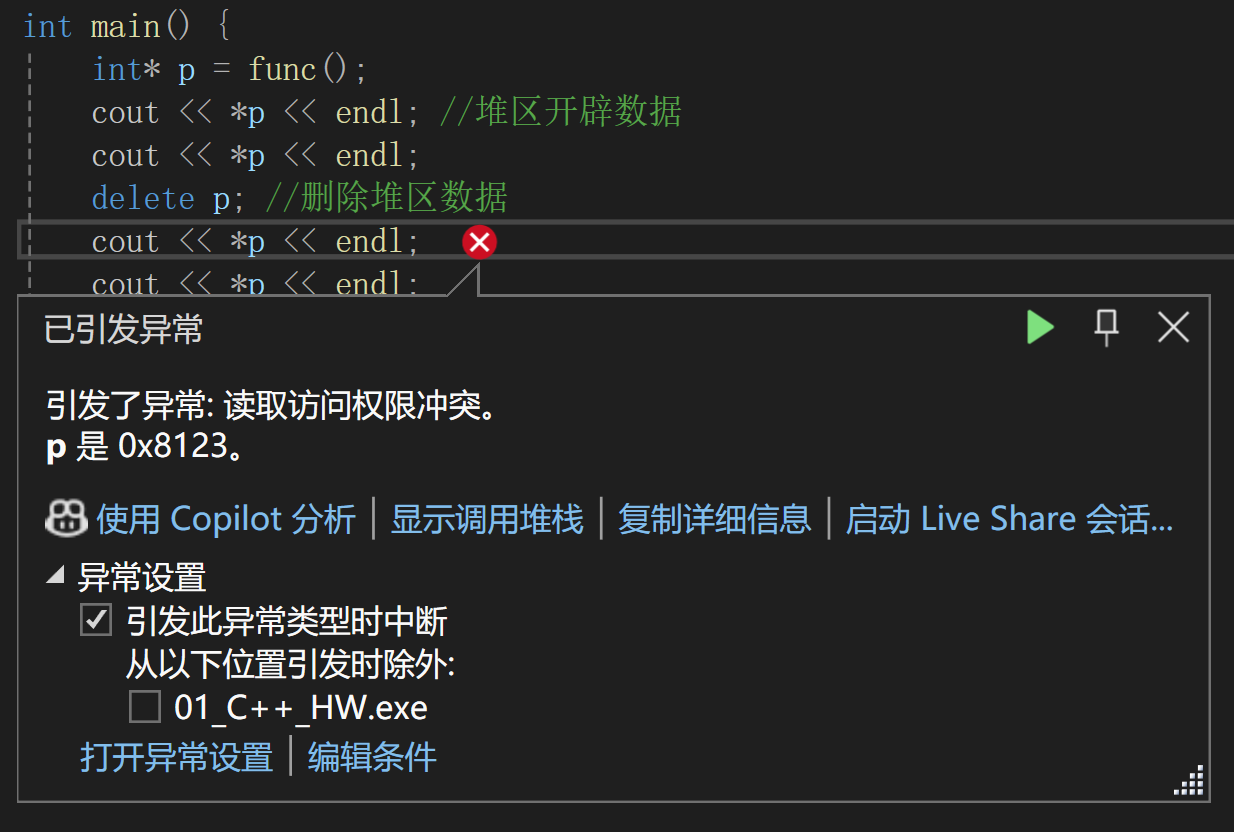 int main() {
int* p = func();
cout << *p << endl; //堆区开辟数据
cout << *p << endl;
delete p; //删除堆区数据
cout << *p << endl;
cout << *p << endl;
已引发异常
引发了异常: 读取访问权限冲突。
p 是 0x8123。
使用 Copilot 分析 | 显示调用堆栈 | 复制详细信息 | 启动 Live Share 会话...
异常设置
引发此异常类型时中断
从以下位置引发时除外:
01_C++_HW.exe
打开异常设置 | 编辑条件